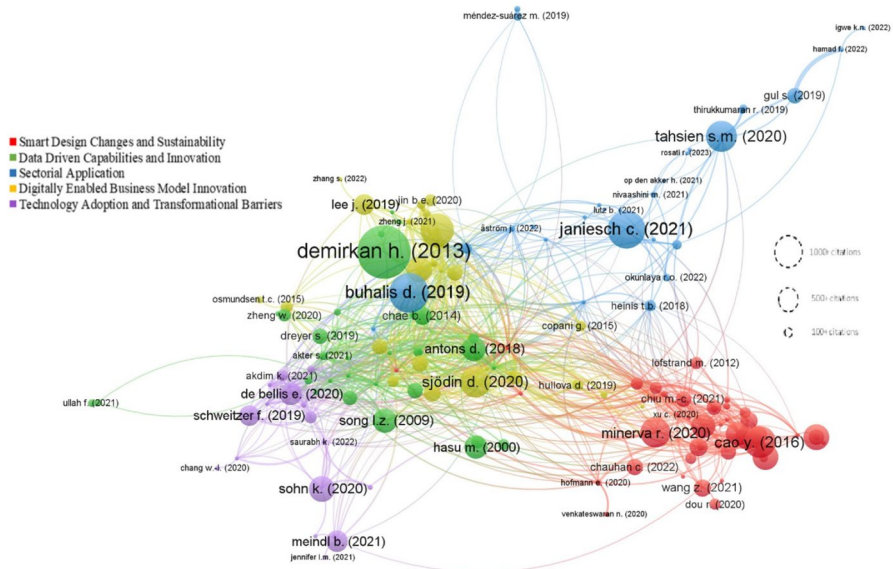 méndez-suárez m. (2019)
igwe k.n. (2022)
hamad f. (2022)
gul s. (2019)
thirukkumaran r. (2019)
tahsien s.m. (2020)
Smart Design Changes and Sustainability
Data Driven Capabilities and Innovation
Sectorial Application
Digitally Enabled Business Model Innovation
Technology Adoption and Transformational Barriers
rosati r. (2023)
zhang s. (2022)
op den akker h. (2021)
nivaashini m. (2021)
lee j. (2019)
jin b.e. (2020)
lutz b. (2021)
zheng j. (2021)
åström j. (2022)
janiesch c. (2021)
demirkan h. (2013)
1000+ citations
okunlaya r.o. (2022)
buhalis d. (2019)
osmundsen t.c. (2015)
500+ citations
heinis t.b. (2018)
zheng w. (2020)
chae b. (2014)
copani g. (2015)
100+ citations
dreyer s. (2019)
antons d. (2018)
akter s. (2021)
löfstrand m. (2012)
akdim k. (2021)
sjödin d. (2020)
hullova d. (2019)
de bellis e. (2020)
chiu m.-c. (2021)
ullah f. (2021)
xu c. (2020)
schweitzer f. (2019)
song l.z. (2009)
minerva r. (2020)
cao y. (2016)
saurabh k. (2022)
hasu m. (2000)
chang w.-l. (2020)
chauhan c. (2022)
hofmann e. (2020)
sohn k. (2020)
wang z. (2021)
dou r. (2020)
venkateswaran n. (2020)
meindl b. (2021)
jennifer i.m. (2021)